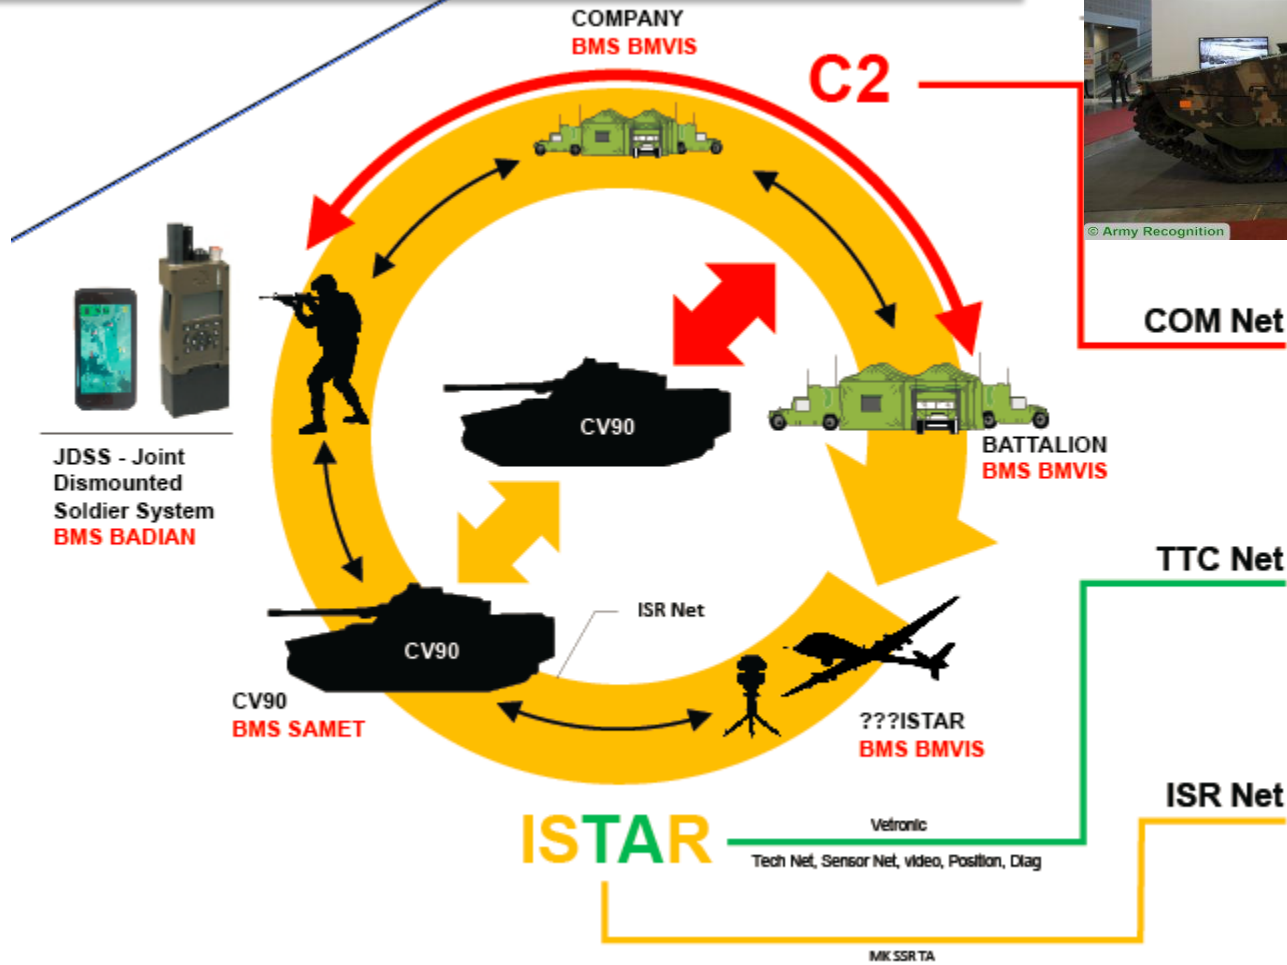 COMPANY
BMS BMVIS
C2
© Army Recognition
COM Net
CV90
BATTALION
BMS BMVIS
JDSS - Joint
Dismounted
Soldier System
BMS BADIAN
TTC Net
ISR Net
CV90
CV90
BMS SAMET
???ISTAR
BMS BMVIS
ISR Net
ISTAR
Vetronic
Tech Net, Sensor Net, video, Position, Diag
MK SSR TA